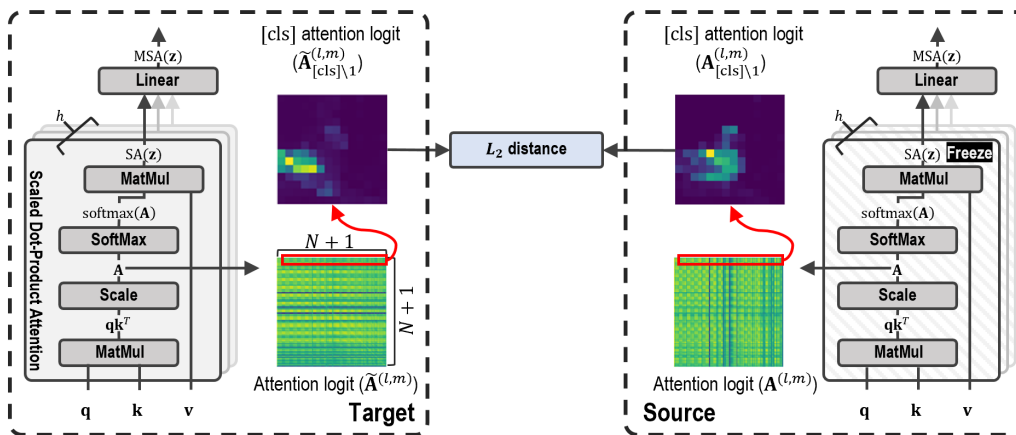 [cls] attention logit
(Ã^{(l,m)}_{[cls]\1})
MSA(z)
Linear
h
SA(z)
MatMul
softmax(A)
SoftMax
A
Scale
qk^T
MatMul
Scaled Dot-Product Attention
q k v
N + 1
N + 1
Attention logit (Ã^{(l,m)})
Target
L_2 distance
[cls] attention logit
(A^{(l,m)}_{[cls]\1})
MSA(z)
Linear
h
SA(z)
Freeze
MatMul
softmax(A)
SoftMax
A
Scale
qk^T
MatMul
Attention logit (A^{(l,m)})
q k v
Source